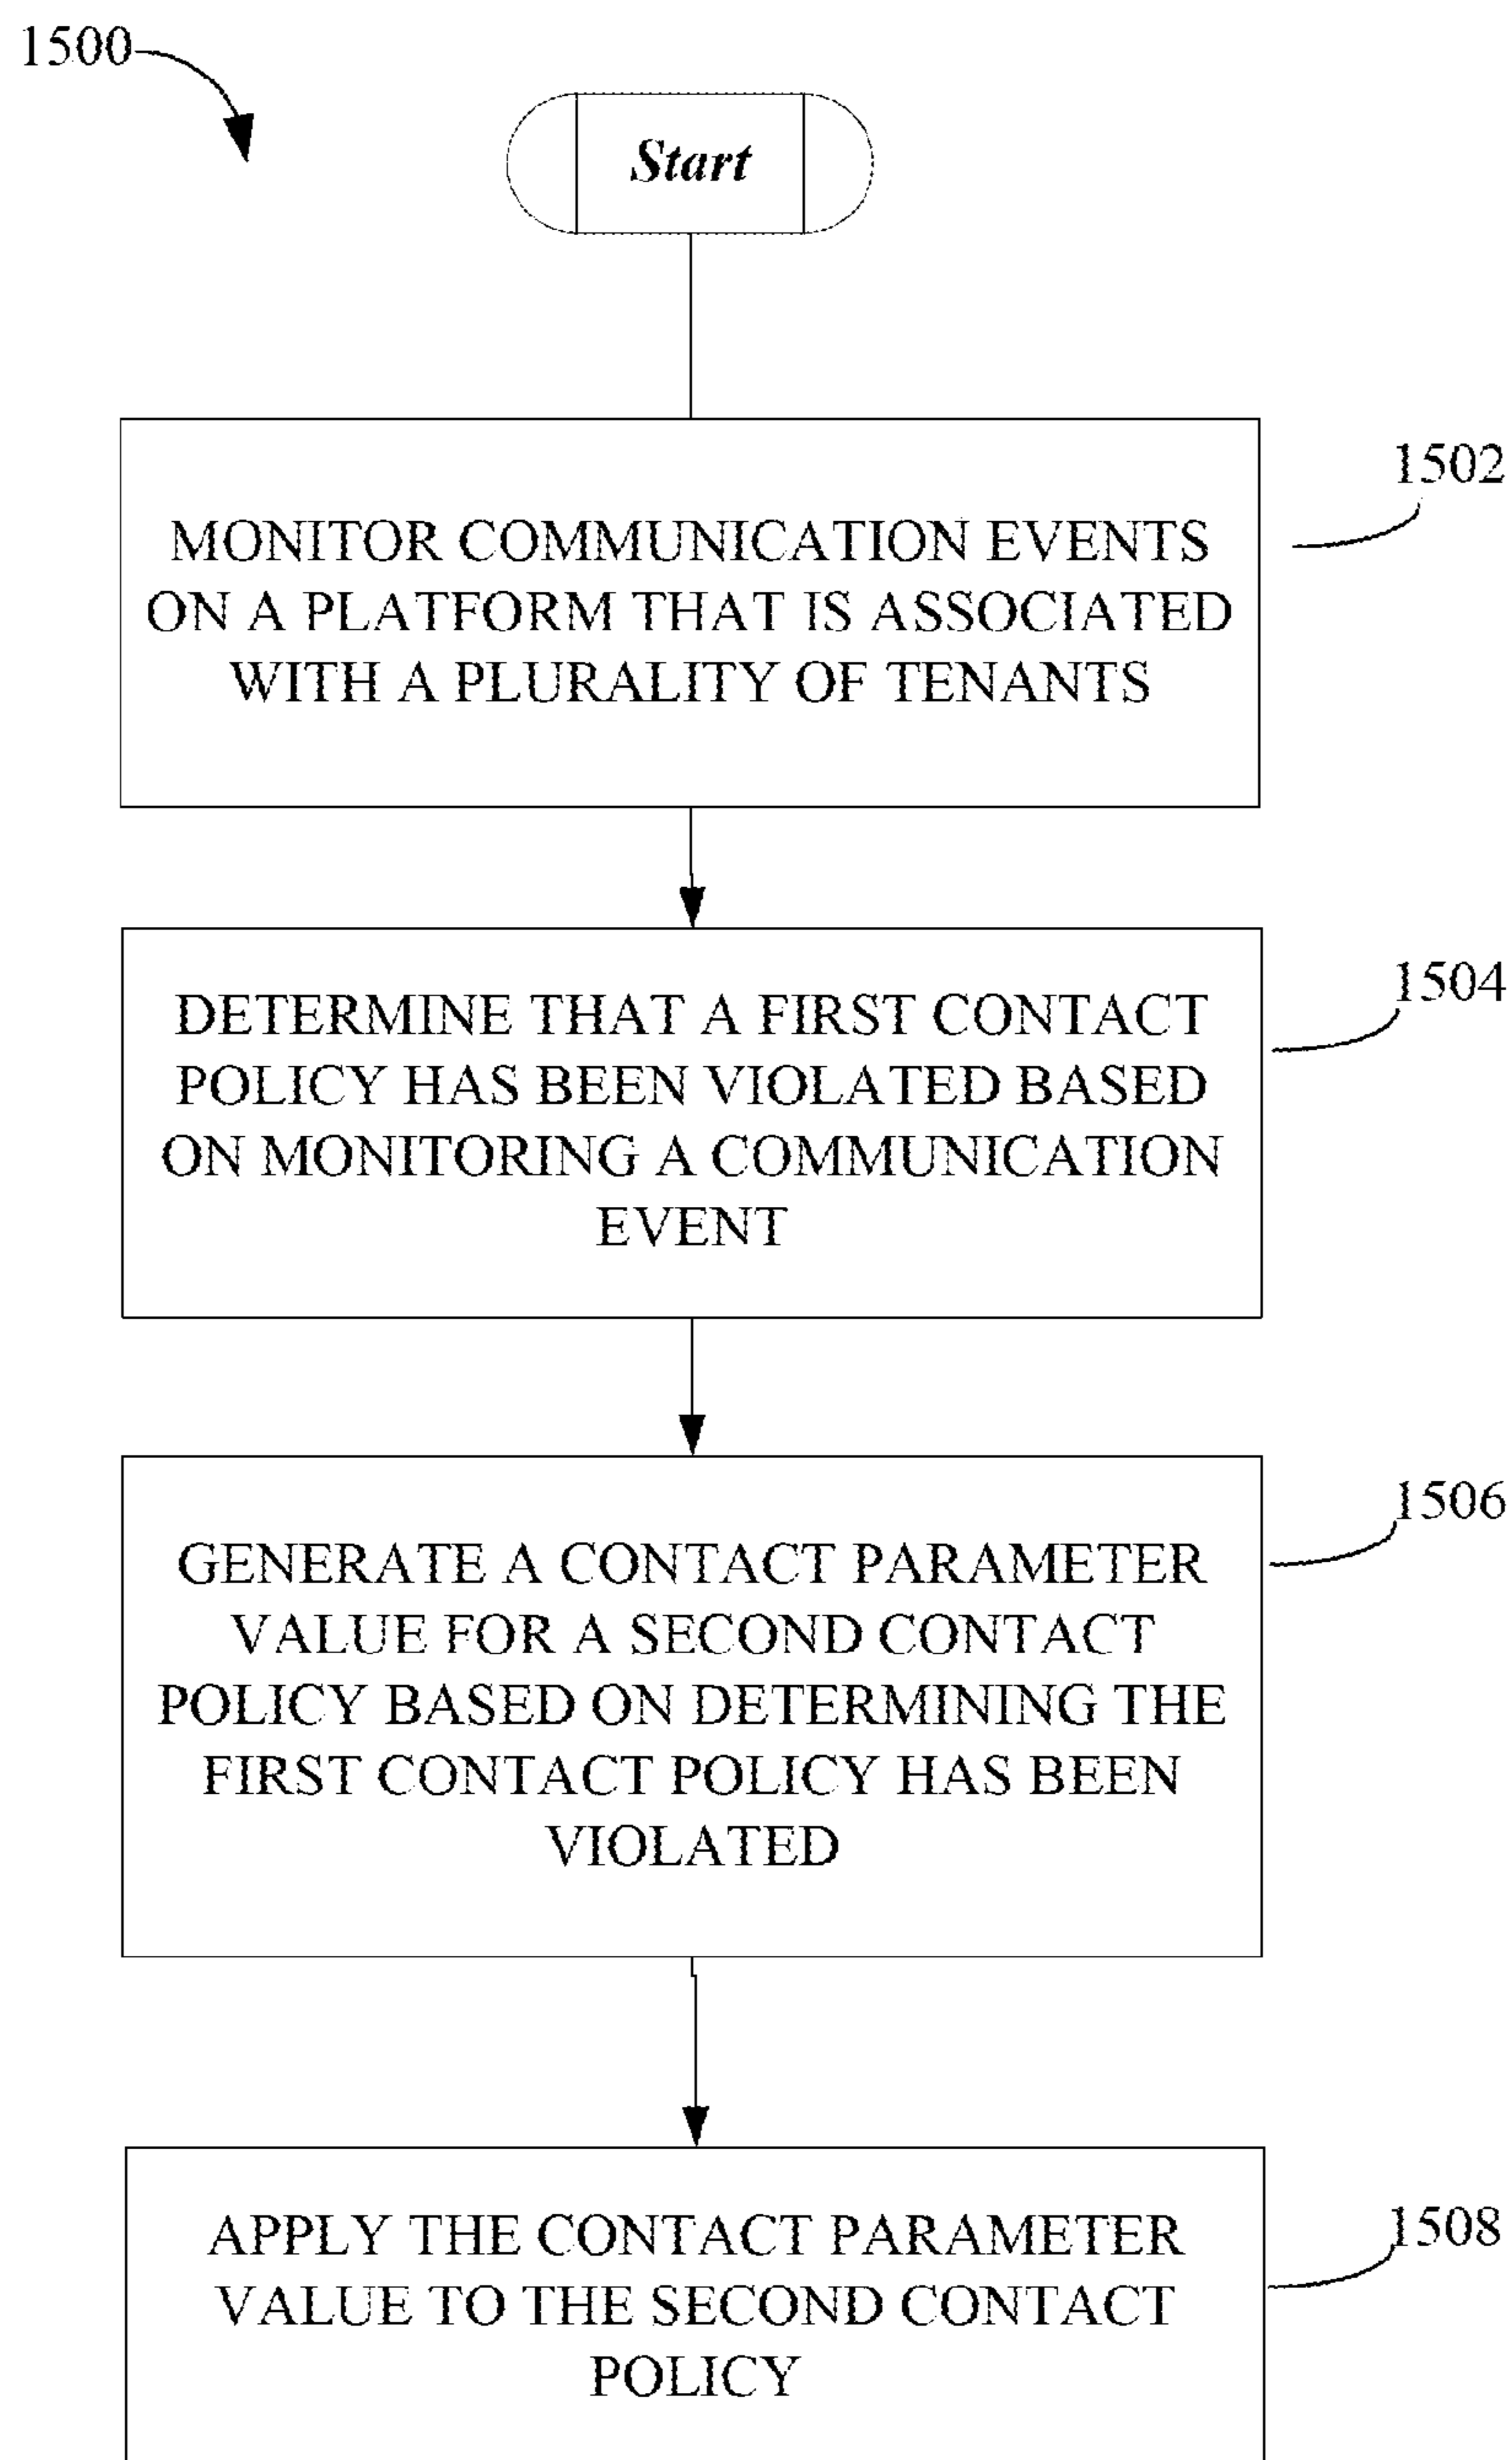 1500
Start
1502
MONITOR COMMUNICATION EVENTS
ON A PLATFORM THAT IS ASSOCIATED
WITH A PLURALITY OF TENANTS
1504
DETERMINE THAT A FIRST CONTACT
POLICY HAS BEEN VIOLATED BASED
ON MONITORING A COMMUNICATION
EVENT
1506
GENERATE A CONTACT PARAMETER
VALUE FOR A SECOND CONTACT
POLICY BASED ON DETERMINING THE
FIRST CONTACT POLICY HAS BEEN
VIOLATED
1508
APPLY THE CONTACT PARAMETER
VALUE TO THE SECOND CONTACT
POLICY